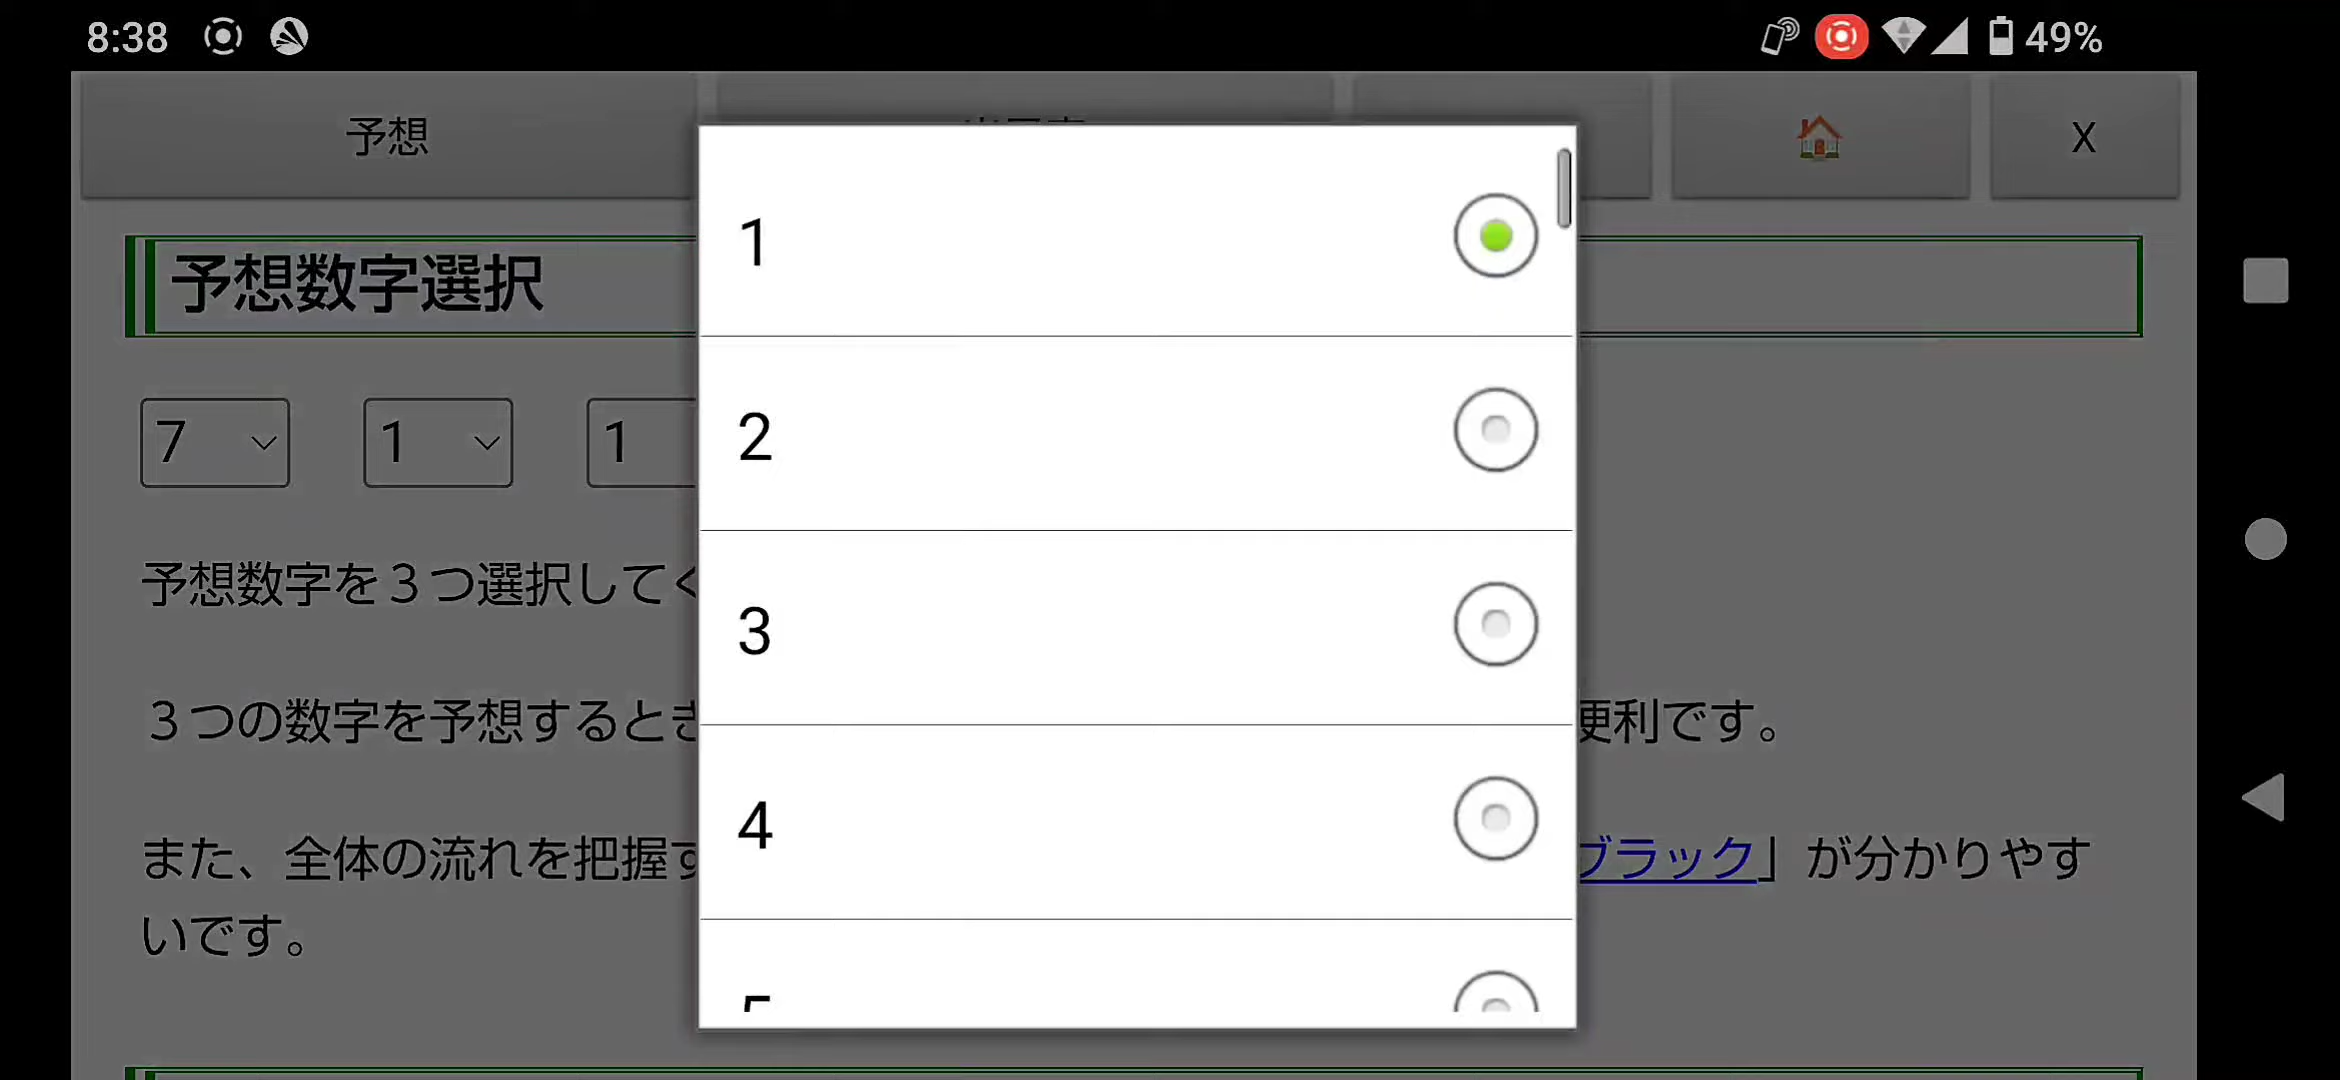 8:38
49%
予想
X
予想数字選択
7
1
1
予想数字を３つ選択してく
３つの数字を予想するとき
便利です。
また、全体の流れを把握す
ブラック」が分かりやす
いです。
1
2
3
4
5